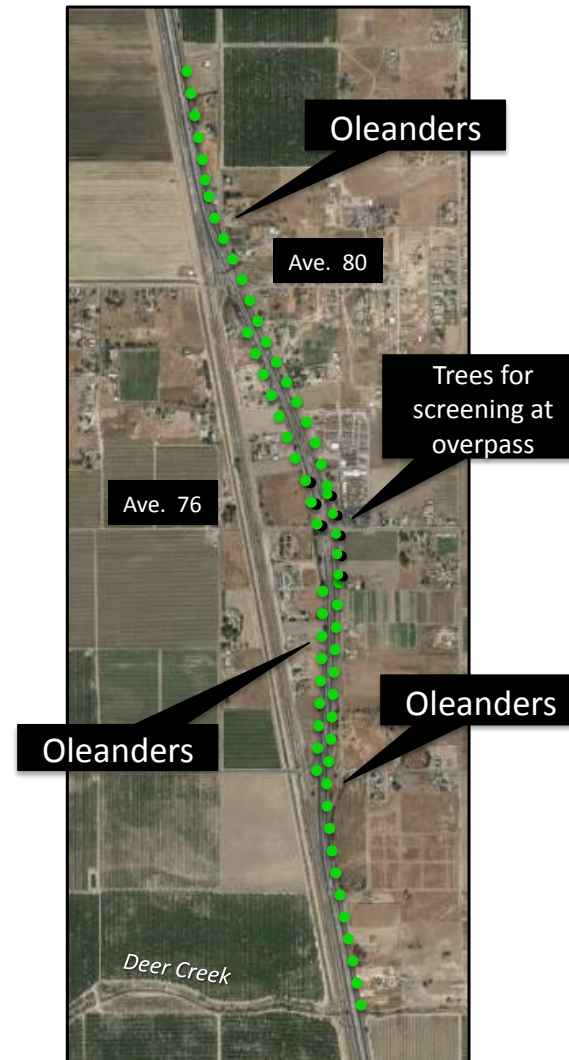 Oleanders
Ave. 80
Trees for
screening at
overpass
Ave. 76
Oleanders
Oleanders
Deer Creek